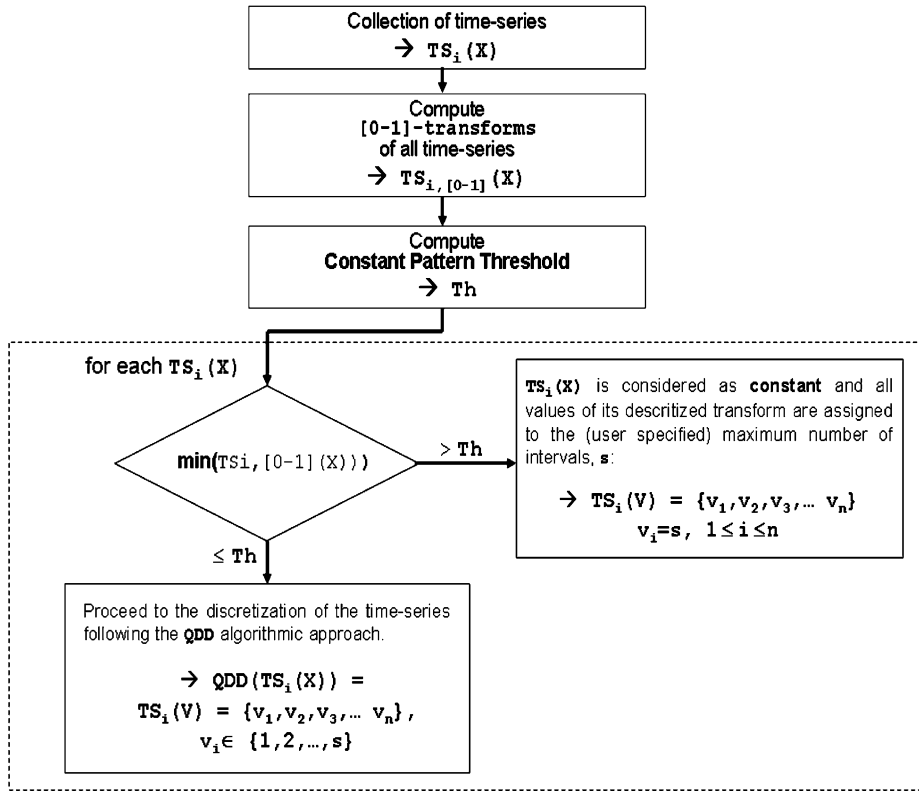 Collection of time-series
→ TSᵢ(X)
Compute
[0-1]-transforms
of all time-series
→ TSᵢ,[0-1](X)
Compute
Constant Pattern Threshold
→ Th
for each TSᵢ(X)
min(TSi,[0-1](X)))
> Th
≤ Th
TSᵢ(X) is considered as constant and all
values of its descritized transform are assigned
to the (user specified) maximum number of
intervals, s:
→ TSᵢ(V) = {v₁,v₂,v₃,… vₙ}
vᵢ=s, 1≤i≤n
Proceed to the discretization of the time-series
following the QDD algorithmic approach.
→ QDD(TSᵢ(X)) =
TSᵢ(V) = {v₁,v₂,v₃,… vₙ},
vᵢ∈ {1,2,…,s}